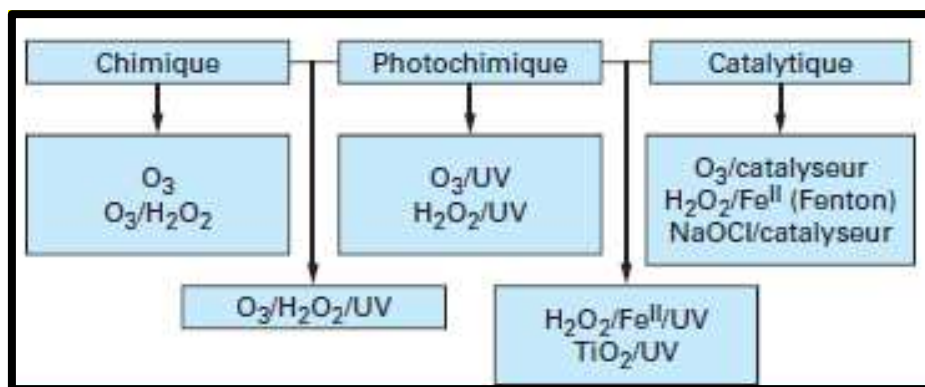 Chimique
Photochimique
Catalytique
O₃
O₃/H₂O₂
O₃/UV
H₂O₂/UV
O₃/catalyseur
H₂O₂/Feᴵᴵ (Fenton)
NaOCl/catalyseur
O₃/H₂O₂/UV
H₂O₂/Feᴵᴵ/UV
TiO₂/UV